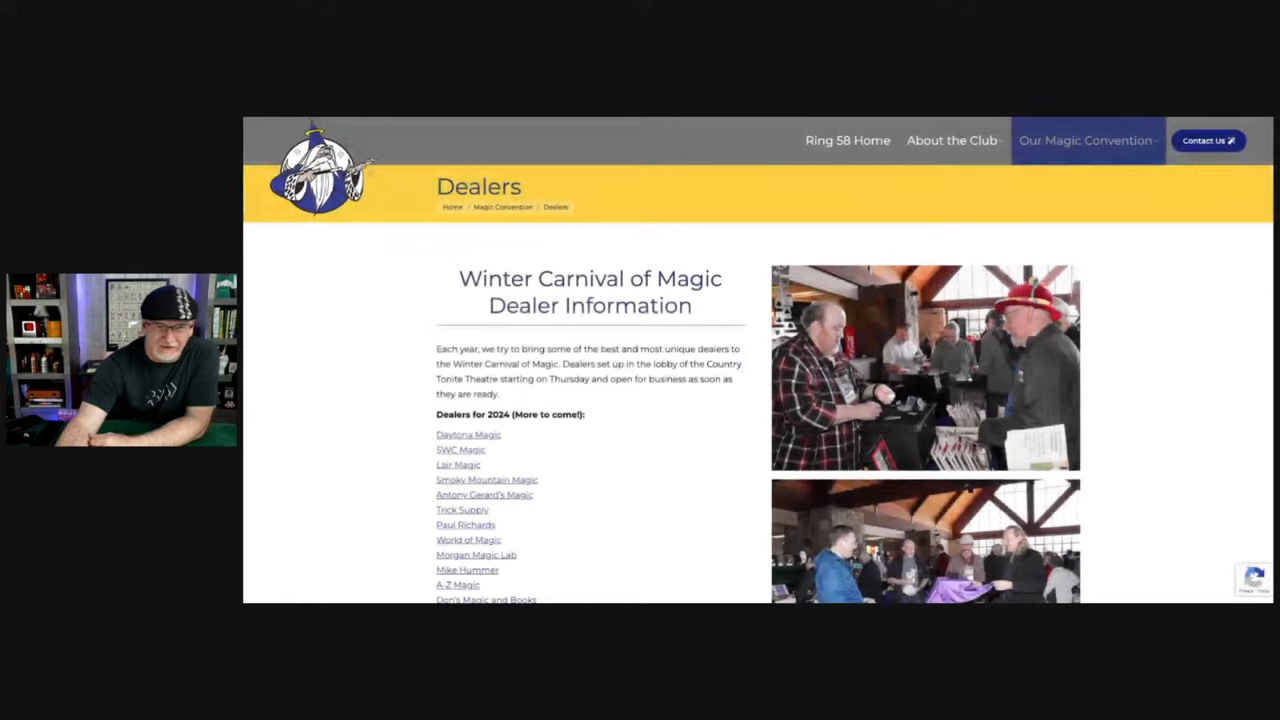 Ring 58 Home
About the Club
Our Magic Convention
Contact Us
Dealers
Home / Magic Convention / Dealers
Winter Carnival of Magic
Dealer Information
Each year, we try to bring some of the best and most unique dealers to
the Winter Carnival of Magic. Dealers set up in the lobby of the Country
Tonite Theatre starting on Thursday and open for business as soon as
they are ready.
Dealers for 2024 (More to come!):
Daytona Magic
SWC Magic
Lair Magic
Smoky Mountain Magic
Antony Gerard's Magic
Trick Supply
Paul Richards
World of Magic
Morgan Magic Lab
Mike Hummer
A-Z Magic
Don's Magic and Books